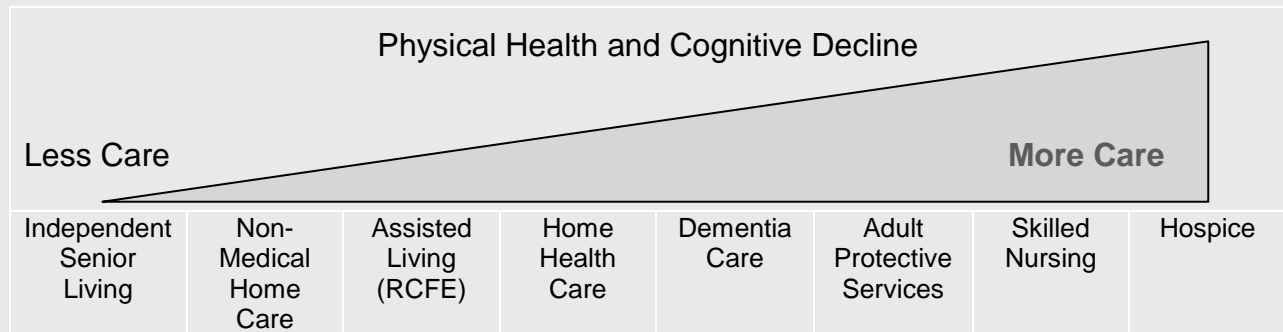 Physical Health and Cognitive Decline
Less Care
More Care
Independent
Senior
Living
Non-
Medical
Home
Care
Assisted
Living
(RCFE)
Home
Health
Care
Dementia
Care
Adult
Protective
Services
Skilled
Nursing
Hospice